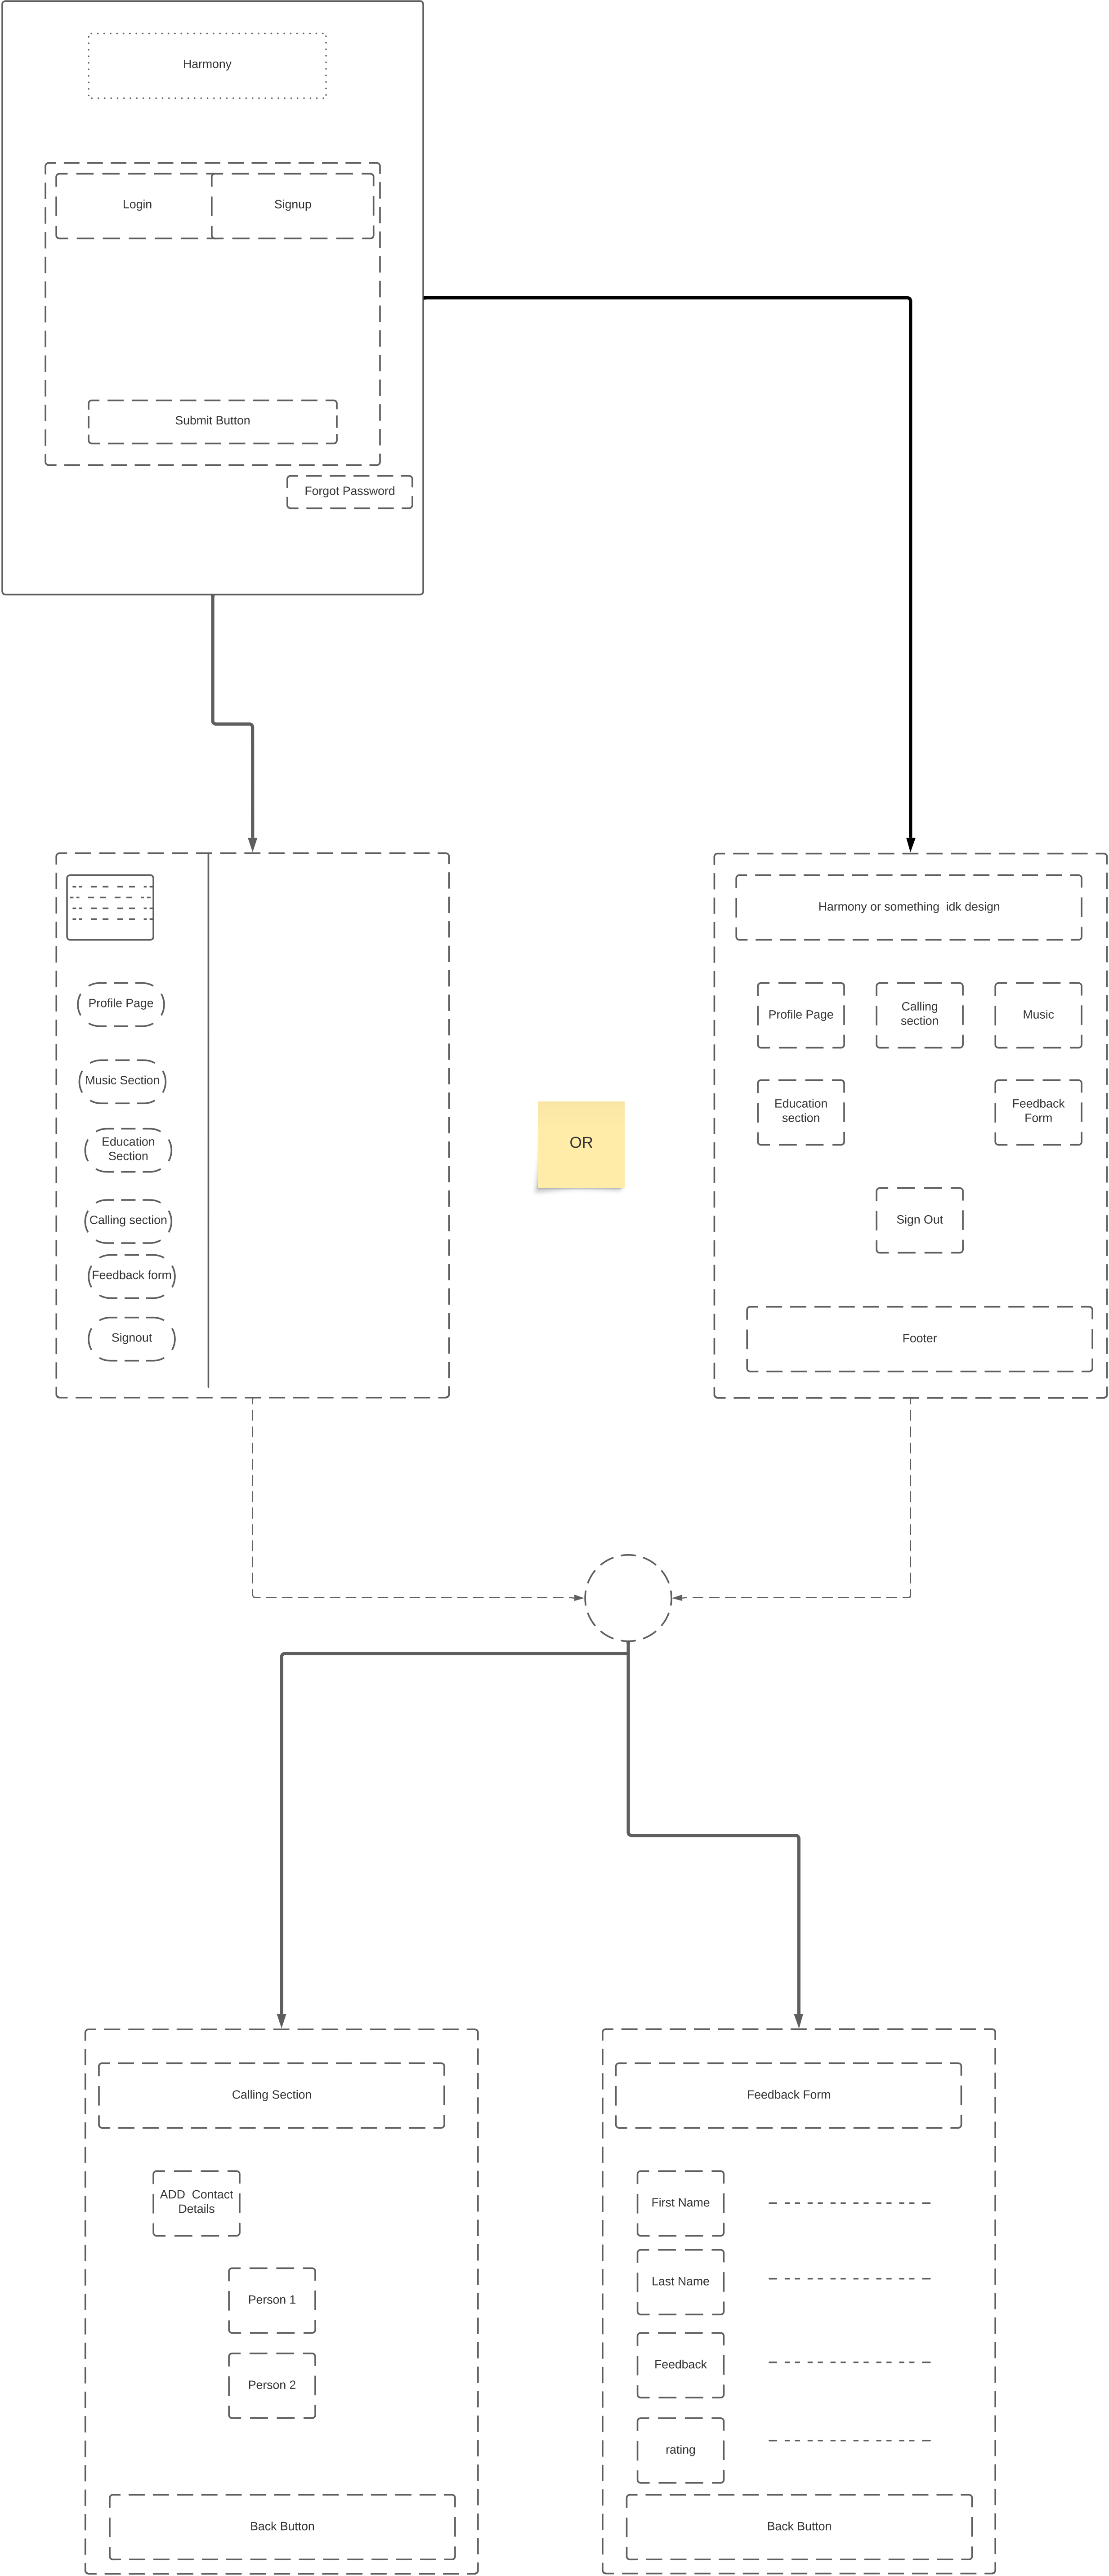 Harmony
Login
Signup
Submit Button
Forgot Password
Profile Page
Music Section
Education
Section
Calling section
Feedback form
Signout
OR
Harmony or something  idk design
Profile Page
Calling
section
Music
Education
section
Feedback
Form
Sign Out
Footer
Calling Section
ADD  Contact
Details
Person 1
Person 2
Back Button
Feedback Form
First Name
Last Name
Feedback
rating
Back Button